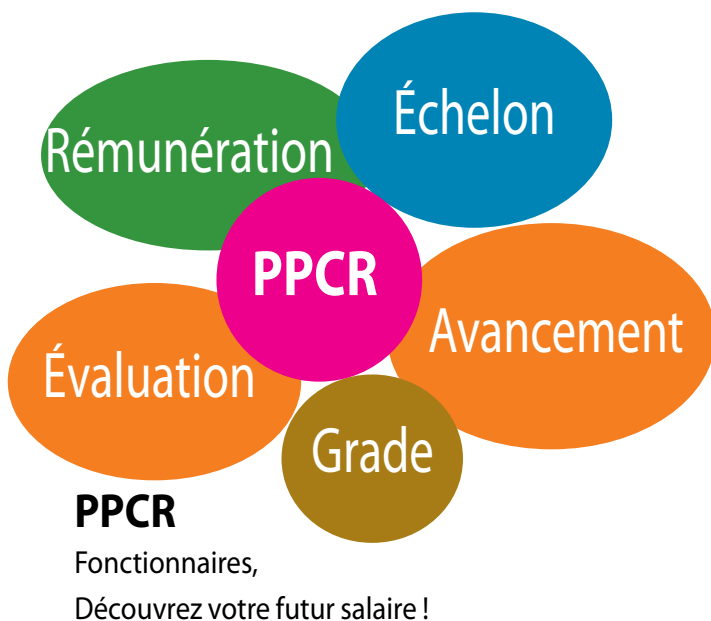 Échelon
Rémunération
PPCR
Avancement
Évaluation
Grade
PPCR
Fonctionnaires,
Découvrez votre futur salaire !